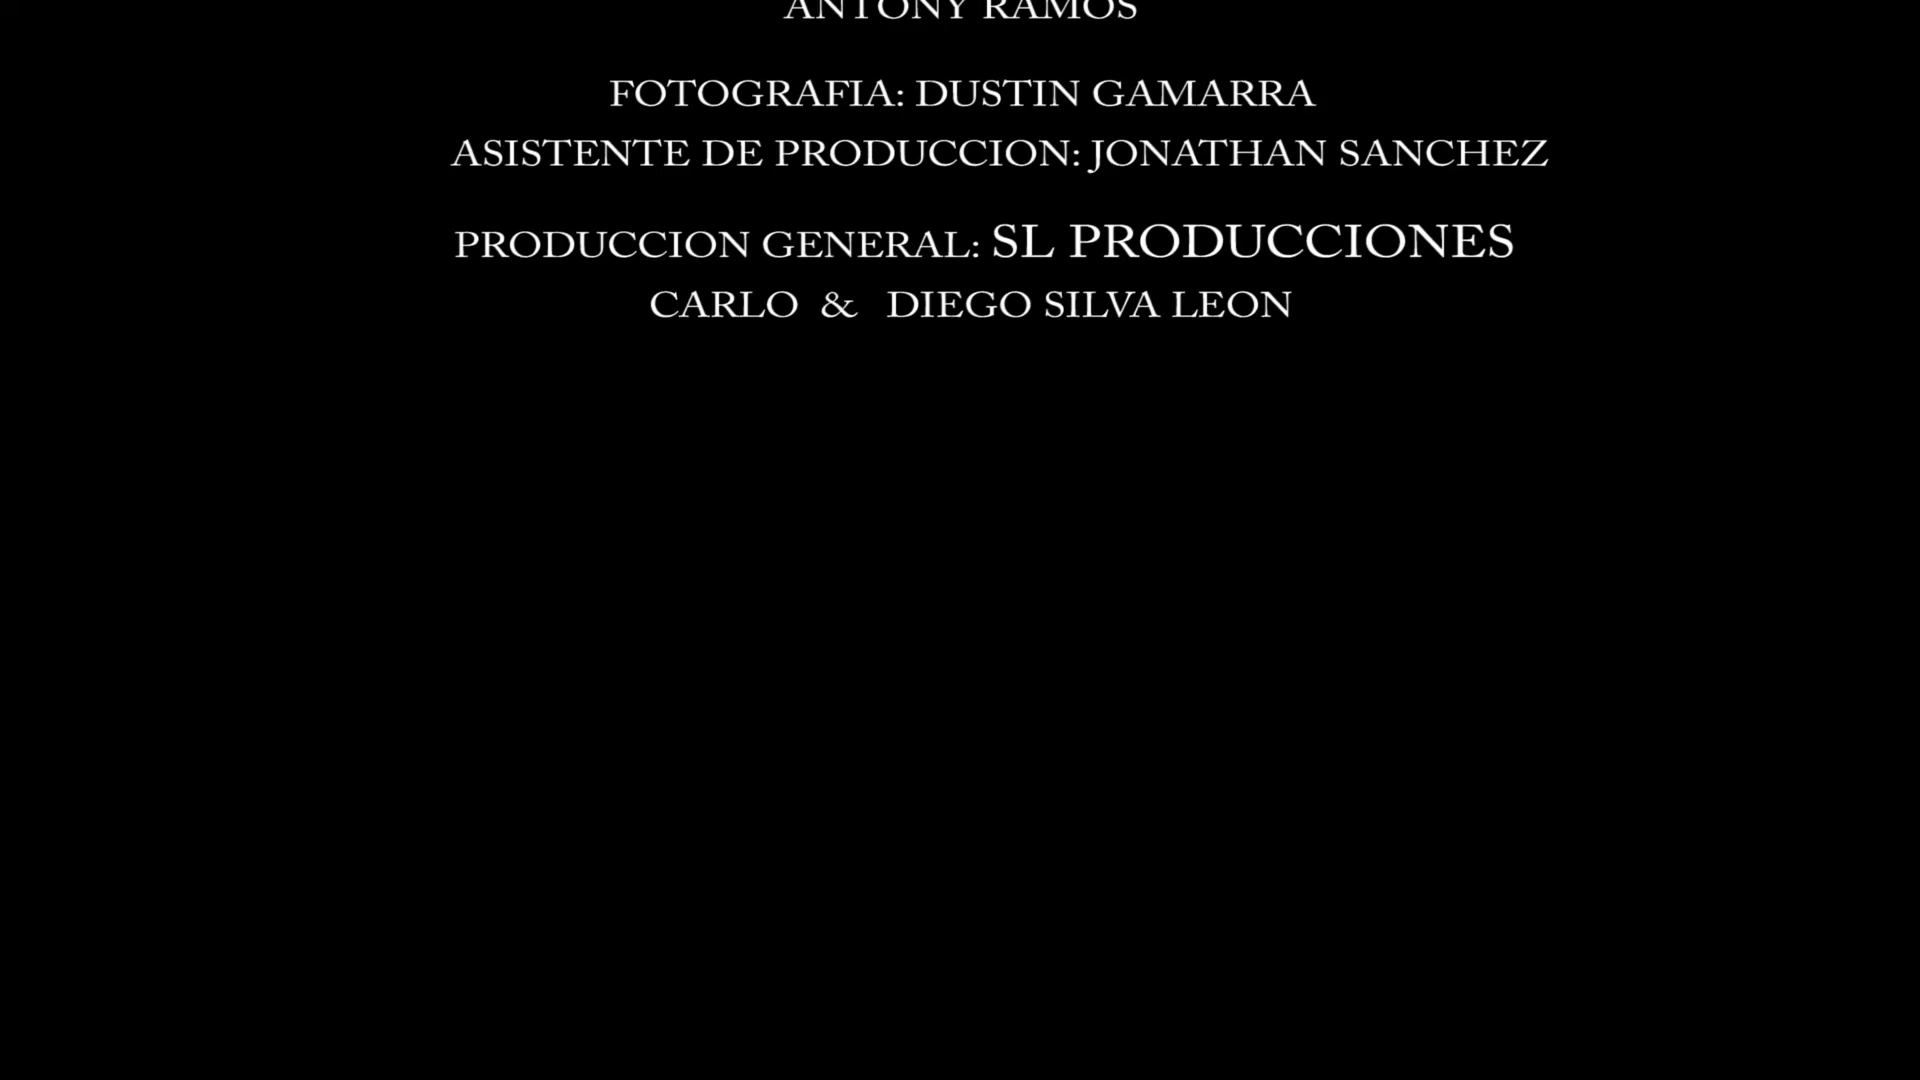 ANTONY RAMOS
FOTOGRAFIA: DUSTIN GAMARRA
ASISTENTE DE PRODUCCION: JONATHAN SANCHEZ
PRODUCCION GENERAL: SL PRODUCCIONES
CARLO & DIEGO SILVA LEON